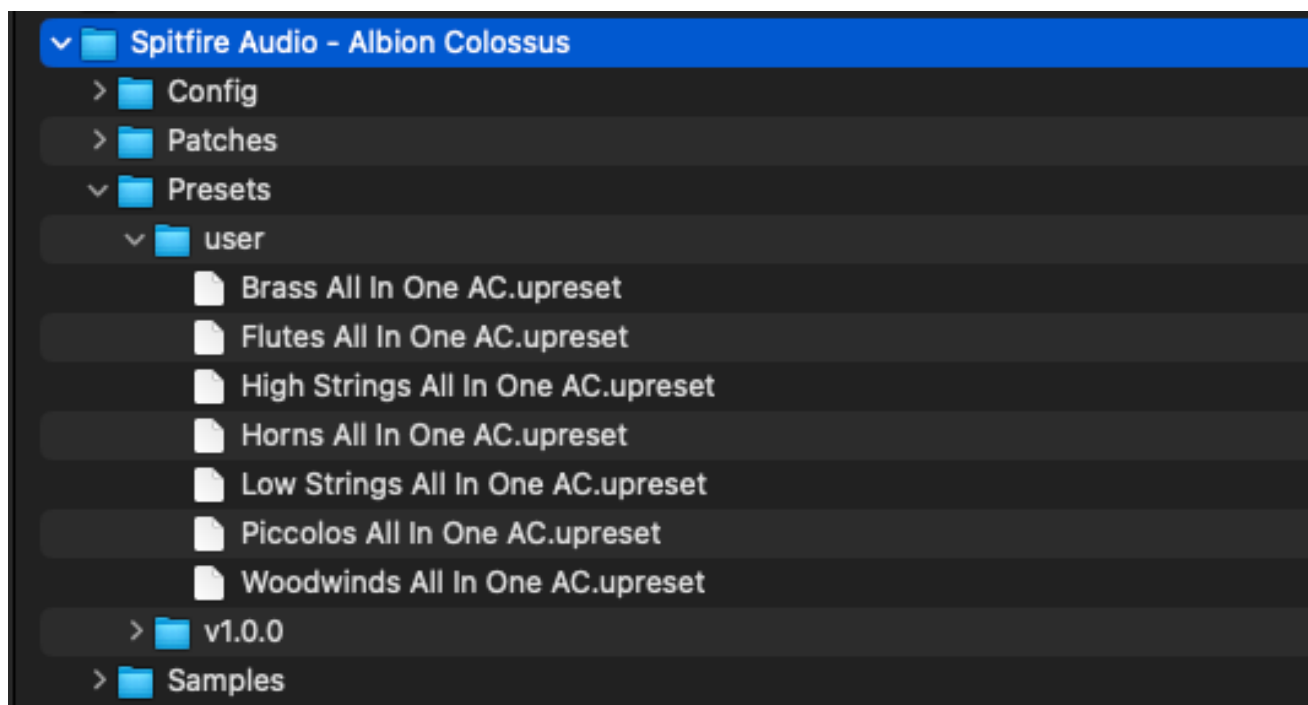 Spitfire Audio - Albion Colossus
Config
Patches
Presets
user
Brass All In One AC.upreset
Flutes All In One AC.upreset
High Strings All In One AC.upreset
Horns All In One AC.upreset
Low Strings All In One AC.upreset
Piccolos All In One AC.upreset
Woodwinds All In One AC.upreset
v1.0.0
Samples